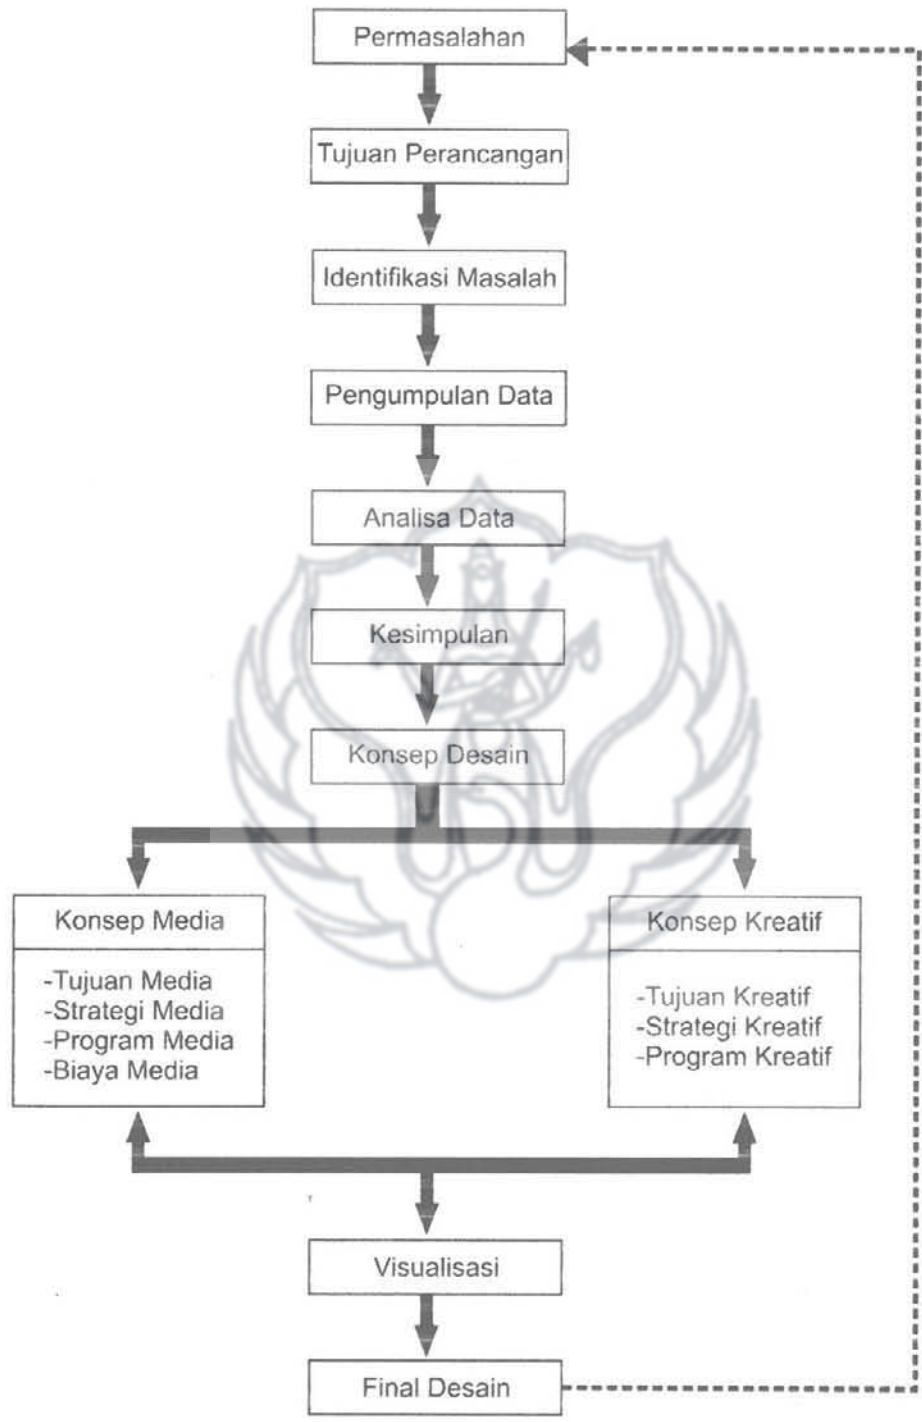 Permasalahan
Tujuan Perancangan
Identifikasi Masalah
Pengumpulan Data
Analisa Data
Kesimpulan
Konsep Desain
Konsep Media
-Tujuan Media
-Strategi Media
-Program Media
-Biaya Media
Konsep Kreatif
-Tujuan Kreatif
-Strategi Kreatif
-Program Kreatif
Visualisasi
Final Desain